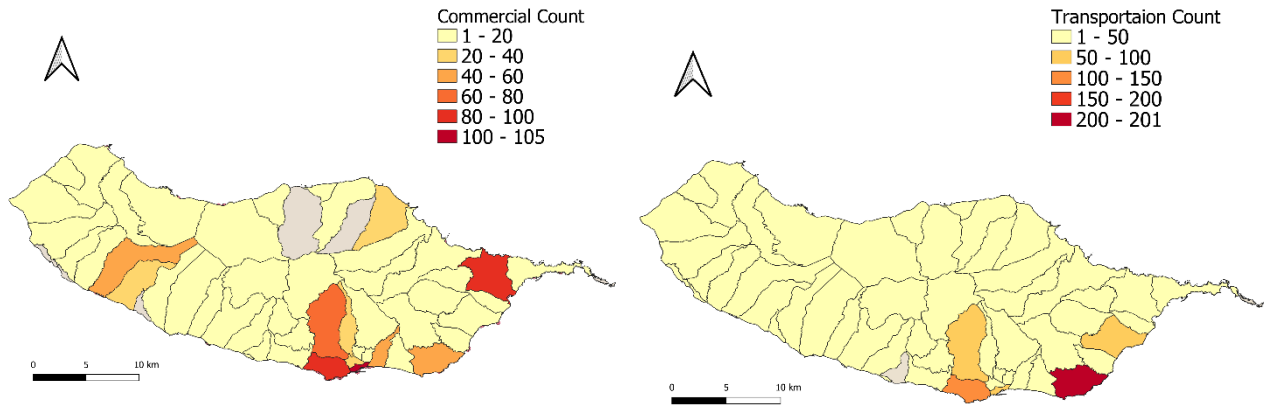 Commercial Count
1 - 20
20 - 40
40 - 60
60 - 80
80 - 100
100 - 105
0 5 10 km
Transportaion Count
1 - 50
50 - 100
100 - 150
150 - 200
200 - 201
0 5 10 km